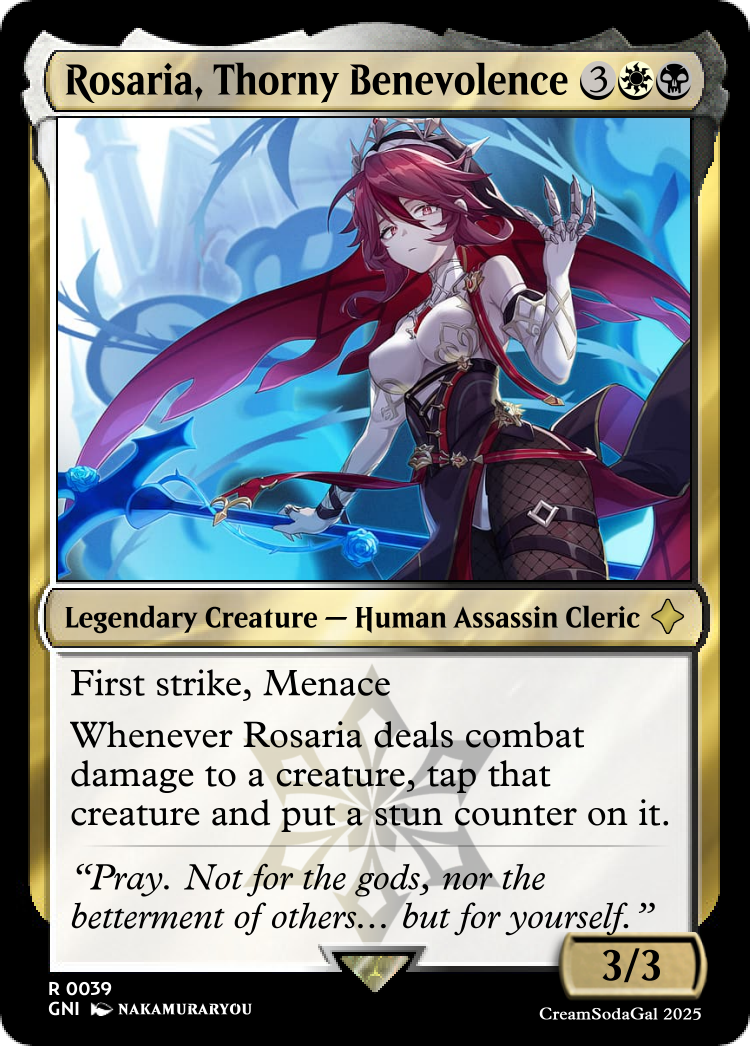 Rosaria, Thorny Benevolence 3
Legendary Creature — Human Assassin Cleric
First strike, Menace
Whenever Rosaria deals combat
damage to a creature, tap that
creature and put a stun counter on it.
“Pray. Not for the gods, nor the
betterment of others… but for yourself.”
3/3
R 0039
GNI NAKAMURARYOU
CreamSodaGal 2025